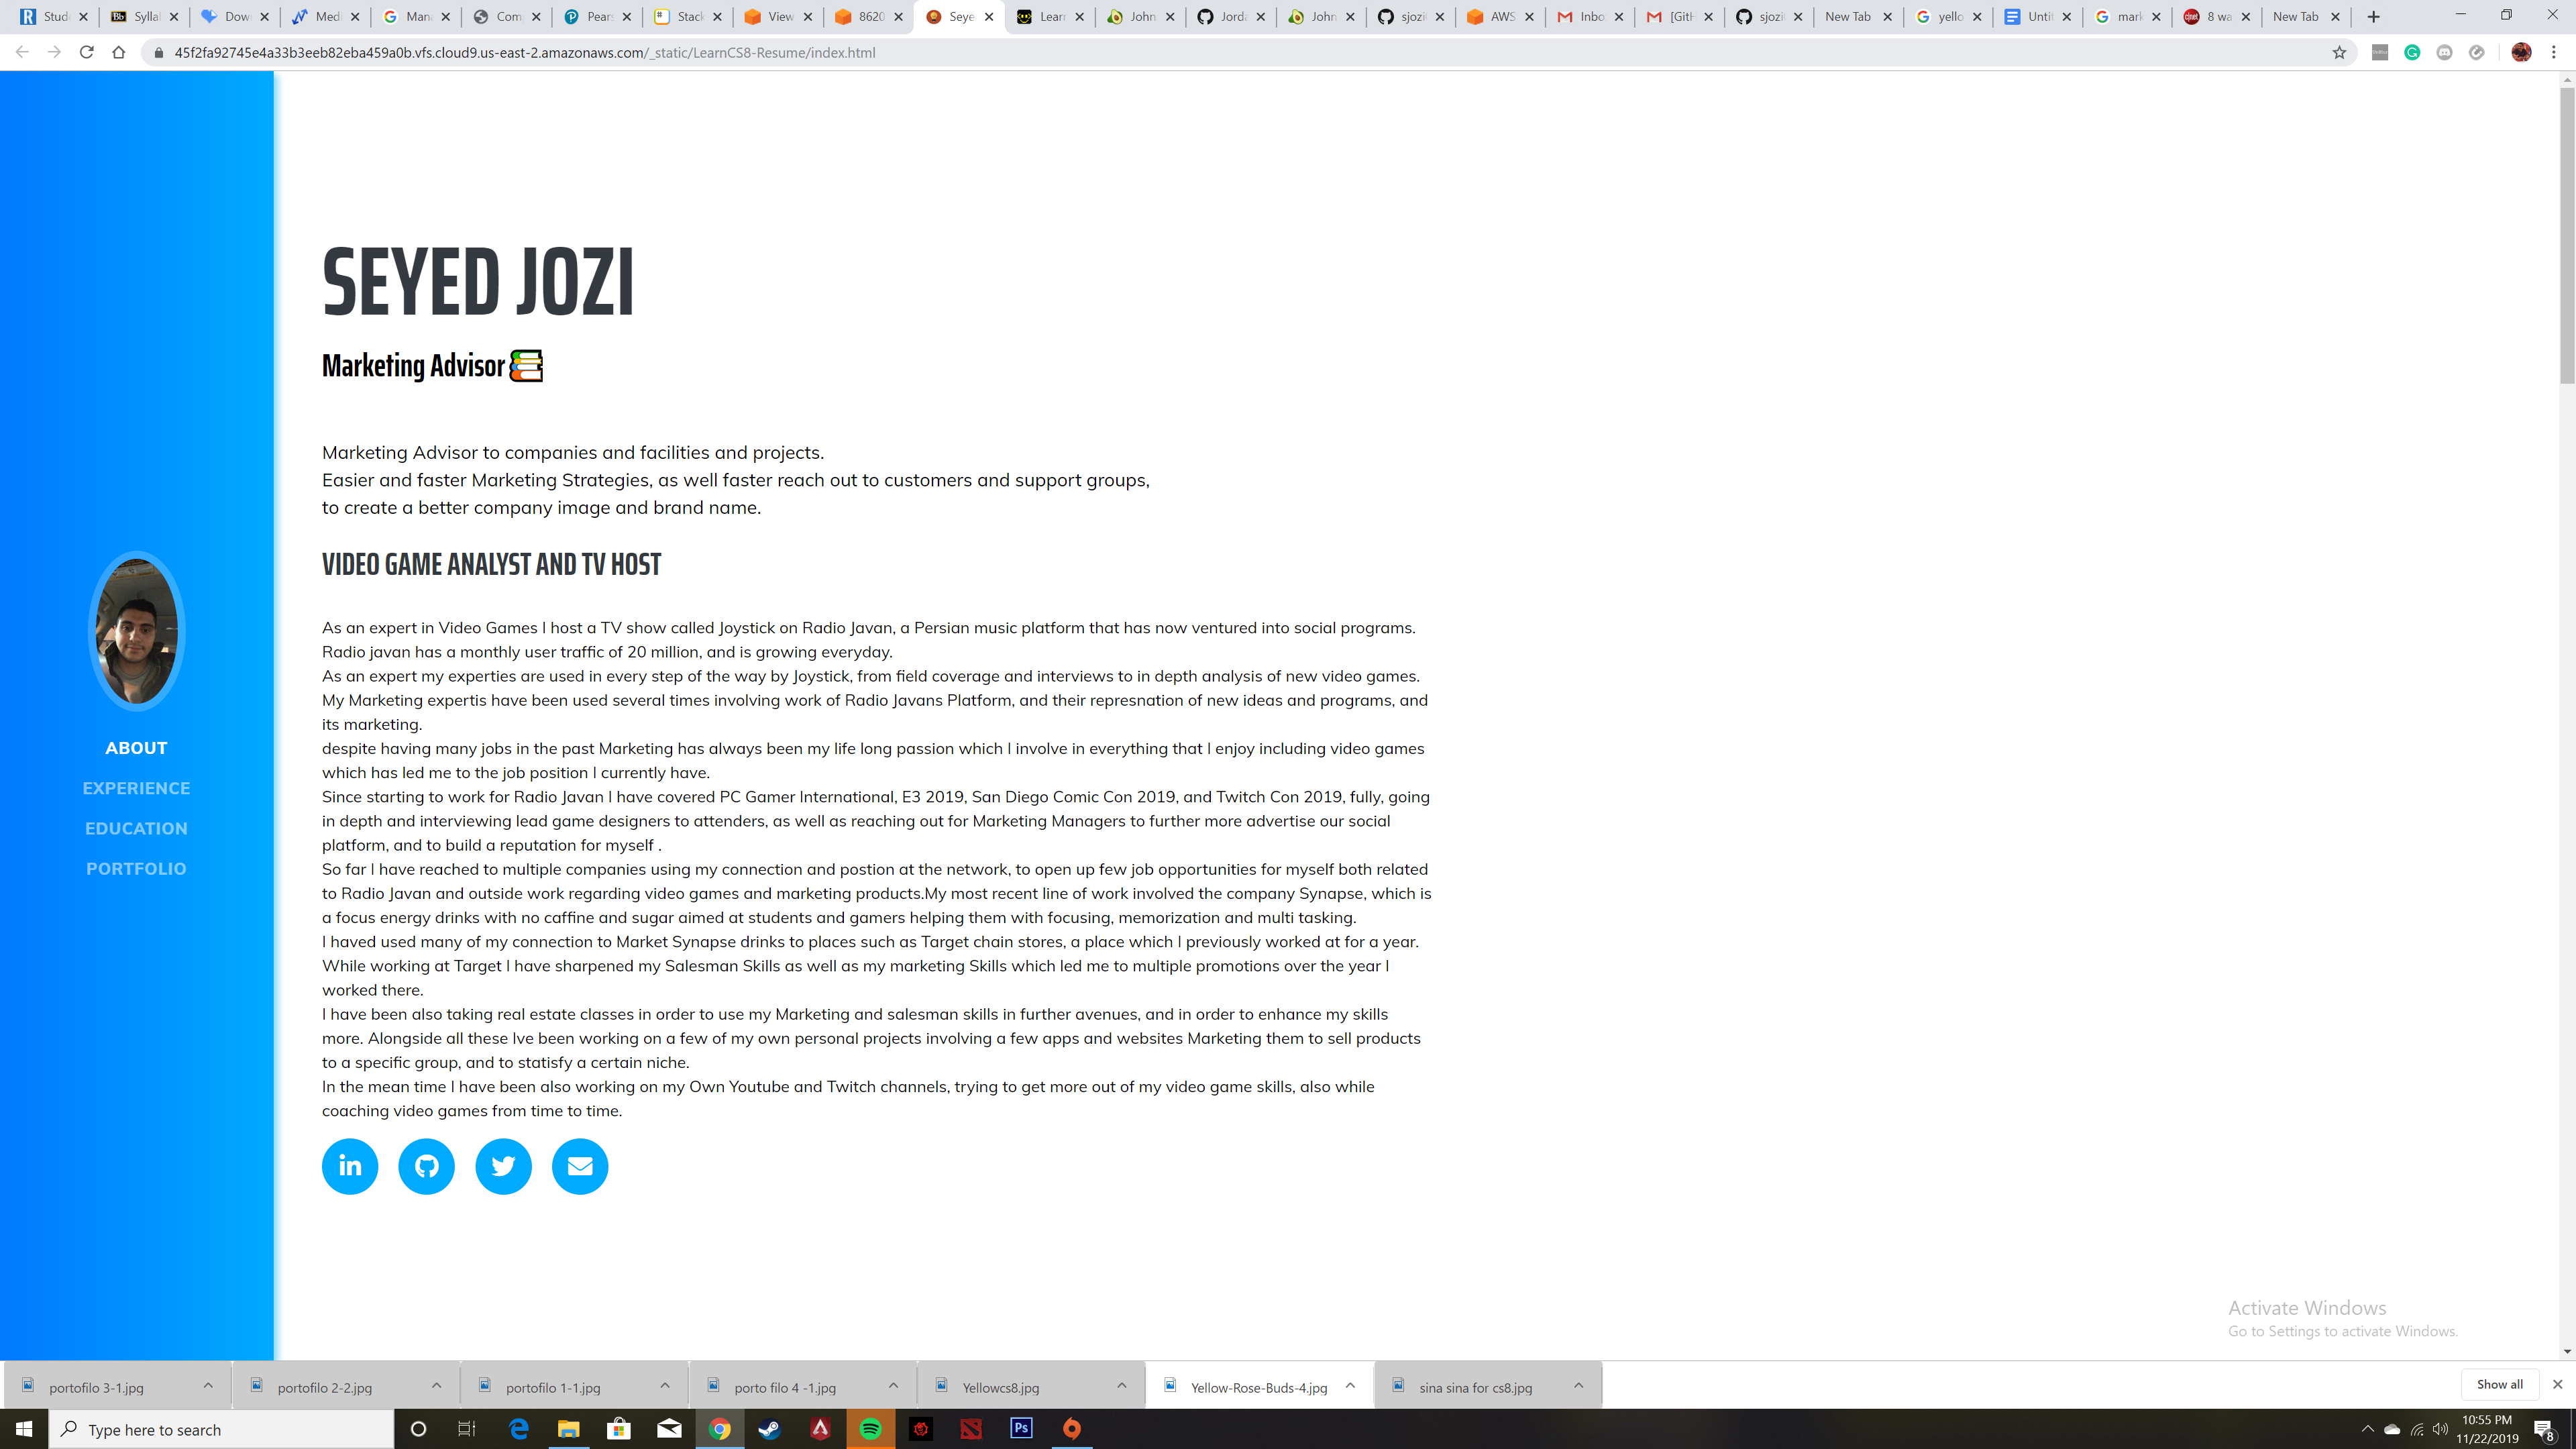 Stud
Sylla
Dow
Med
Mana
Com
Pears
Stack
View
8620
Seye
Learn
John
Jorda
John
sjozi
AWS
Inbo
[Gith
sjozi
New Tab
yello
Unti
mark
8 wa
New Tab
45f2fa92745e4a33b3eeb82eba459a0b.vfs.cloud9.us-east-2.amazonaws.com/_static/LearnCS8-Resume/index.html
SEYED JOZI
Marketing Advisor
Marketing Advisor to companies and facilities and projects.
Easier and faster Marketing Strategies, as well faster reach out to customers and support groups,
to create a better company image and brand name.
VIDEO GAME ANALYST AND TV HOST
As an expert in Video Games I host a TV show called Joystick on Radio Javan, a Persian music platform that has now ventured into social programs.
Radio javan has a monthly user traffic of 20 million, and is growing everyday.
As an expert my experties are used in every step of the way by Joystick, from field coverage and interviews to in depth analysis of new video games.
My Marketing expertis have been used several times involving work of Radio Javans Platform, and their represnation of new ideas and programs, and
its marketing.
despite having many jobs in the past Marketing has always been my life long passion which I involve in everything that I enjoy including video games
which has led me to the job position I currently have.
Since starting to work for Radio Javan I have covered PC Gamer International, E3 2019, San Diego Comic Con 2019, and Twitch Con 2019, fully, going
in depth and interviewing lead game designers to attenders, as well as reaching out for Marketing Managers to further more advertise our social
platform, and to build a reputation for myself .
So far I have reached to multiple companies using my connection and postion at the network, to open up few job opportunities for myself both related
to Radio Javan and outside work regarding video games and marketing products.My most recent line of work involved the company Synapse, which is
a focus energy drinks with no caffine and sugar aimed at students and gamers helping them with focusing, memorization and multi tasking.
I haved used many of my connection to Market Synapse drinks to places such as Target chain stores, a place which I previously worked at for a year.
While working at Target I have sharpened my Salesman Skills as well as my marketing Skills which led me to multiple promotions over the year I
worked there.
I have been also taking real estate classes in order to use my Marketing and salesman skills in further avenues, and in order to enhance my skills
more. Alongside all these Ive been working on a few of my own personal projects involving a few apps and websites Marketing them to sell products
to a specific group, and to statisfy a certain niche.
In the mean time I have been also working on my Own Youtube and Twitch channels, trying to get more out of my video game skills, also while
coaching video games from time to time.
ABOUT
EXPERIENCE
EDUCATION
PORTFOLIO
in
Activate Windows
Go to Settings to activate Windows.
portofilo 3-1.jpg
portofilo 2-2.jpg
portofilo 1-1.jpg
porto filo 4 -1.jpg
Yellowcs8.jpg
Yellow-Rose-Buds-4.jpg
sina sina for cs8.jpg
Show all
Type here to search
Ps
10:55 PM
11/22/2019
8